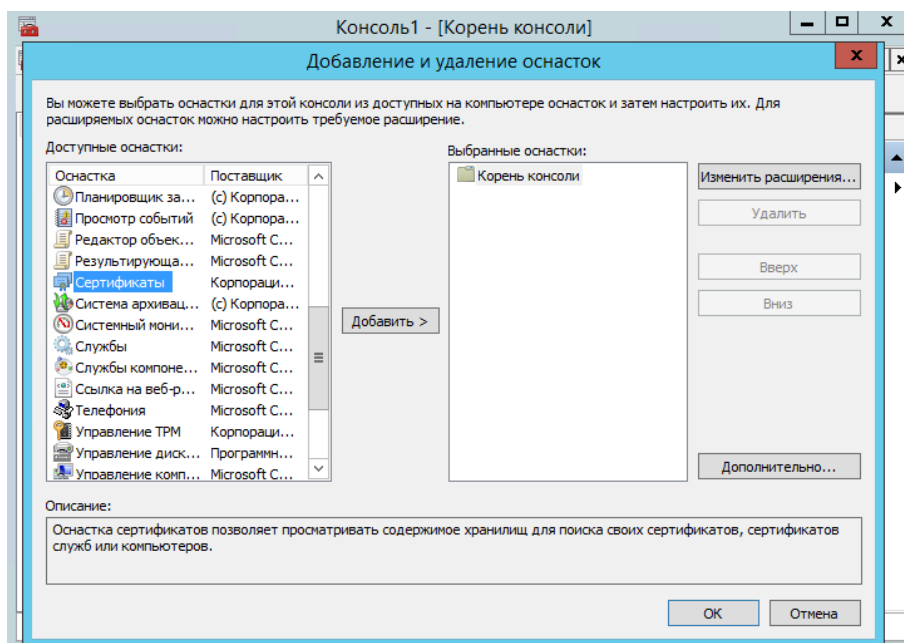 Консоль1 - [Корень консоли]
Добавление и удаление оснасток
Вы можете выбрать оснастки для этой консоли из доступных на компьютере оснасток и затем настроить их. Для
расширяемых оснасток можно настроить требуемое расширение.
Доступные оснастки:
Выбранные оснастки:
Оснастка Поставщик
Планировщик за... (c) Корпора...
Просмотр событий (c) Корпора...
Редактор объек... Microsoft C...
Результирующа... Microsoft C...
Сертификаты Корпораци...
Система архивац... (c) Корпора...
Системный мони... Microsoft C...
Службы Microsoft C...
Службы компоне... Microsoft C...
Ссылка на веб-р... Microsoft C...
Телефония Microsoft C...
Управление TPM Корпораци...
Управление диск... Программн...
Управление комп... Microsoft C...
Добавить >
Корень консоли
Изменить расширения...
Удалить
Вверх
Вниз
Дополнительно...
Описание:
Оснастка сертификатов позволяет просматривать содержимое хранилищ для поиска своих сертификатов, сертификатов
служб или компьютеров.
ОК
Отмена